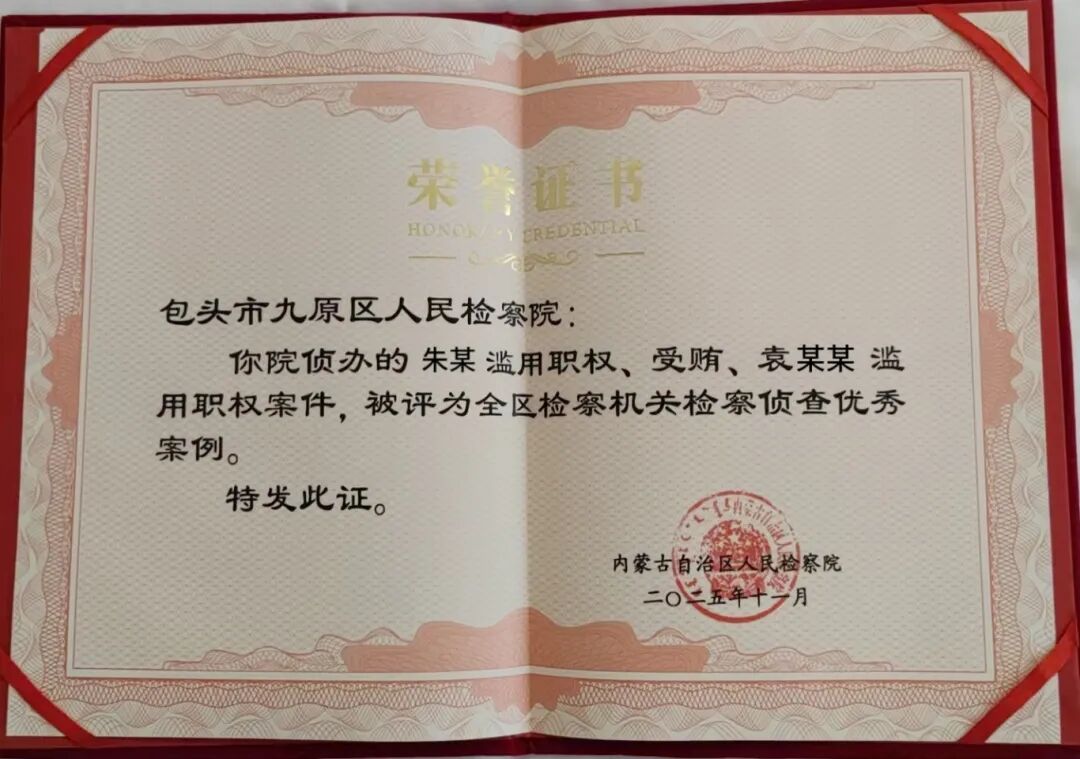 荣誉证书
HONORARY CREDENTIAL
包头市九原区人民检察院：
你院侦办的 朱某 滥用职权、受贿、袁某某 滥
用职权案件，被评为全区检察机关检察侦查优秀
案例。
特发此证。
内蒙古自治区人民检察院
二〇二五年十一月